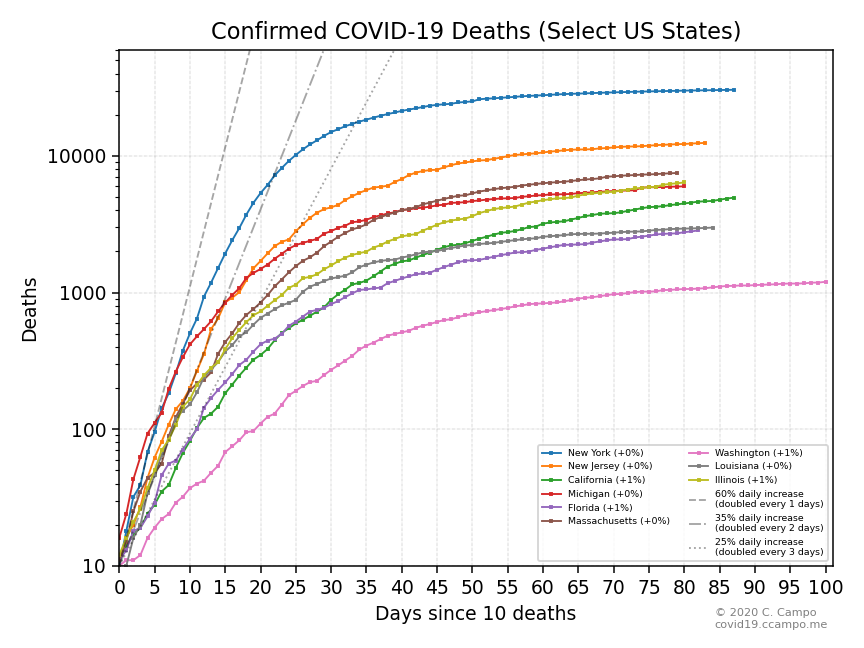 Confirmed COVID-19 Deaths (Select US States)
Deaths
10000
1000
100
10
New York (+0%)
New Jersey (+0%)
California (+1%)
Michigan (+0%)
Florida (+1%)
Massachusetts (+0%)
Washington (+1%)
Louisiana (+0%)
Illinois (+1%)
60% daily increase
(doubled every 1 days)
35% daily increase
(doubled every 2 days)
25% daily increase
(doubled every 3 days)
0 5 10 15 20 25 30 35 40 45 50 55 60 65 70 75 80 85 90 95 100
Days since 10 deaths
© 2020 C. Campo
covid19.ccampo.me